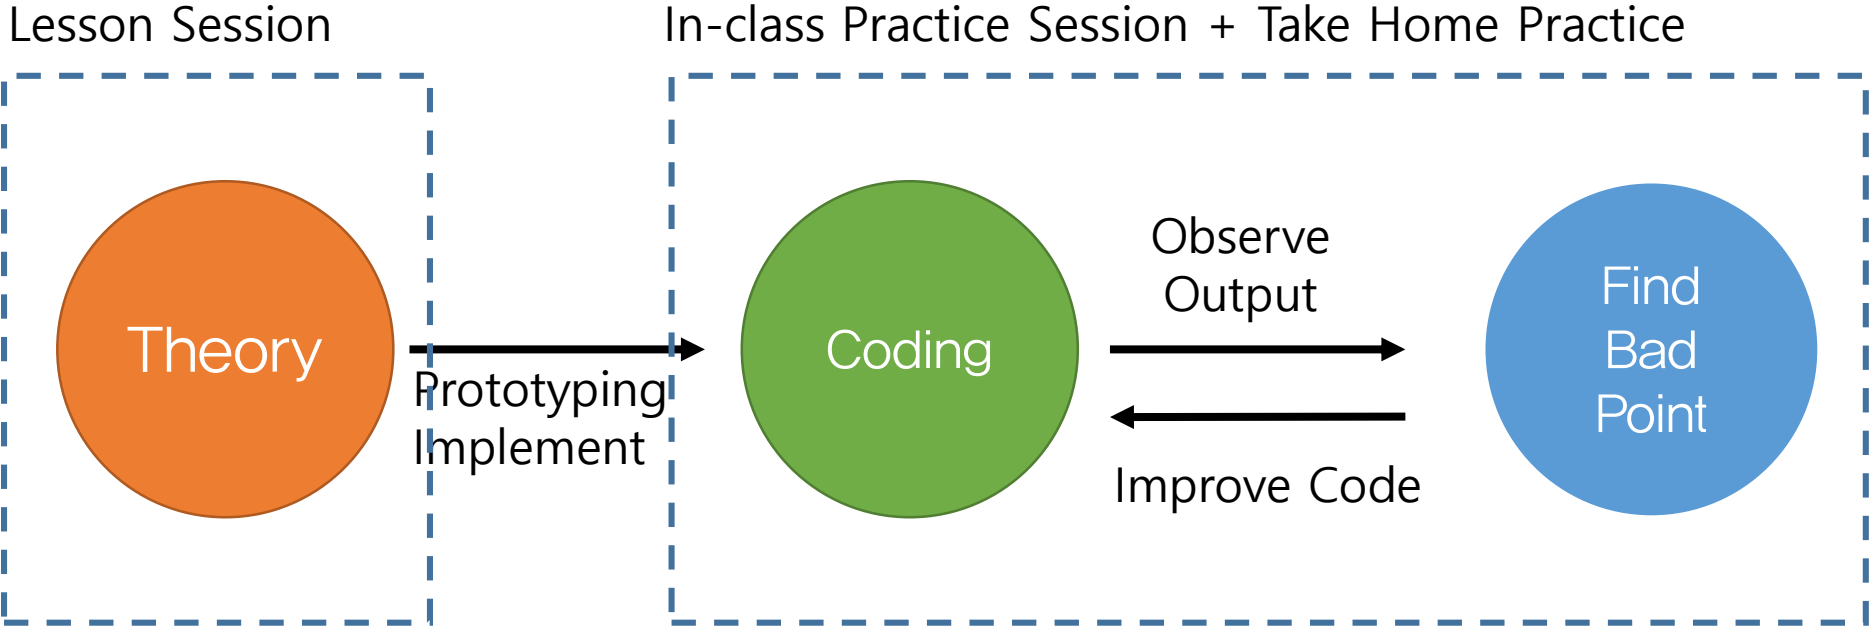 Lesson Session
In-class Practice Session + Take Home Practice
Theory
Prototyping
Implement
Coding
Observe
Output
Improve Code
Find
Bad
Point